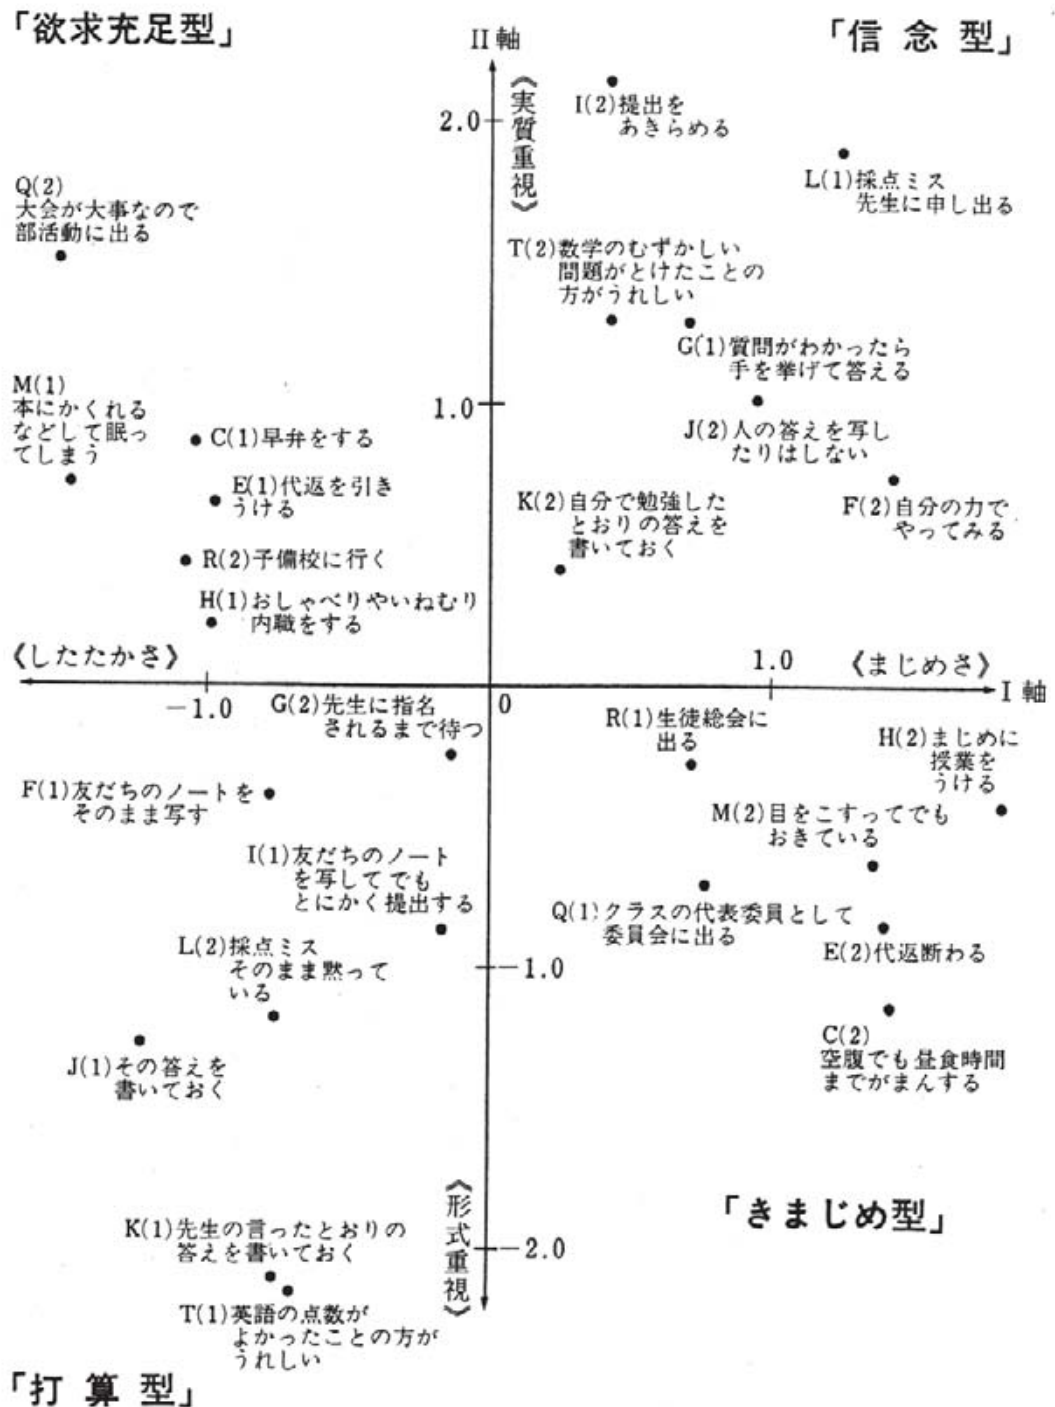 「欲求充足型」
II軸
「信念型」
《実質重視》
2.0
I(2)提出を
あきらめる
L(1)採点ミス
先生に申し出る
Q(2)
大会が大事なので
部活動に出る
T(2)数学のむずかしい
問題がとけたことの
方がうれしい
G(1)質問がわかったら
手を挙げて答える
M(1)
本にかくれる
などして眠っ
てしまう
1.0
C(1)早弁をする
J(2)人の答えを写し
たりはしない
E(1)代返を引き
うける
K(2)自分で勉強した
とおりの答えを
書いておく
F(2)自分の力で
やってみる
R(2)予備校に行く
H(1)おしゃべりやいねむり
内職をする
《したたかさ》
1.0
《まじめさ》
I軸
−1.0
0
G(2)先生に指名
されるまで待つ
R(1)生徒総会に
出る
H(2)まじめに
授業を
うける
F(1)友だちのノートを
そのまま写す
M(2)目をこすってでも
おきている
I(1)友だちのノート
を写してでも
とにかく提出する
Q(1)クラスの代表委員として
委員会に出る
L(2)採点ミス
そのまま黙って
いる
−1.0
E(2)代返断わる
J(1)その答えを
書いておく
C(2)
空腹でも昼食時間
までがまんする
《形式重視》
「きまじめ型」
K(1)先生の言ったとおりの
答えを書いておく
−2.0
T(1)英語の点数が
よかったことの方が
うれしい
「打算型」